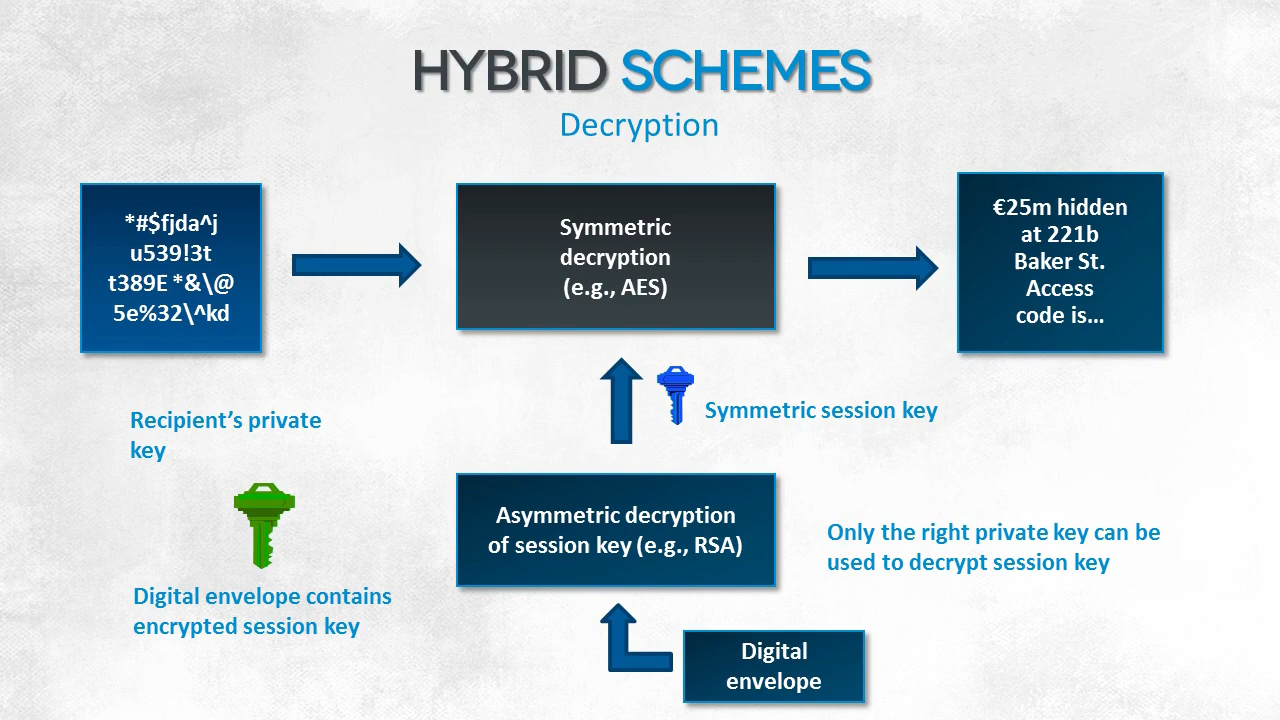 HYBRID SCHEMES
Decryption
*#$fjda^j
u539!3t
t389E *&\@
5e%32\^kd
Symmetric
decryption
(e.g., AES)
€25m hidden
at 221b
Baker St.
Access
code is...
Recipient’s private
key
Symmetric session key
Asymmetric decryption
of session key (e.g., RSA)
Only the right private key can be
used to decrypt session key
Digital envelope contains
encrypted session key
Digital
envelope